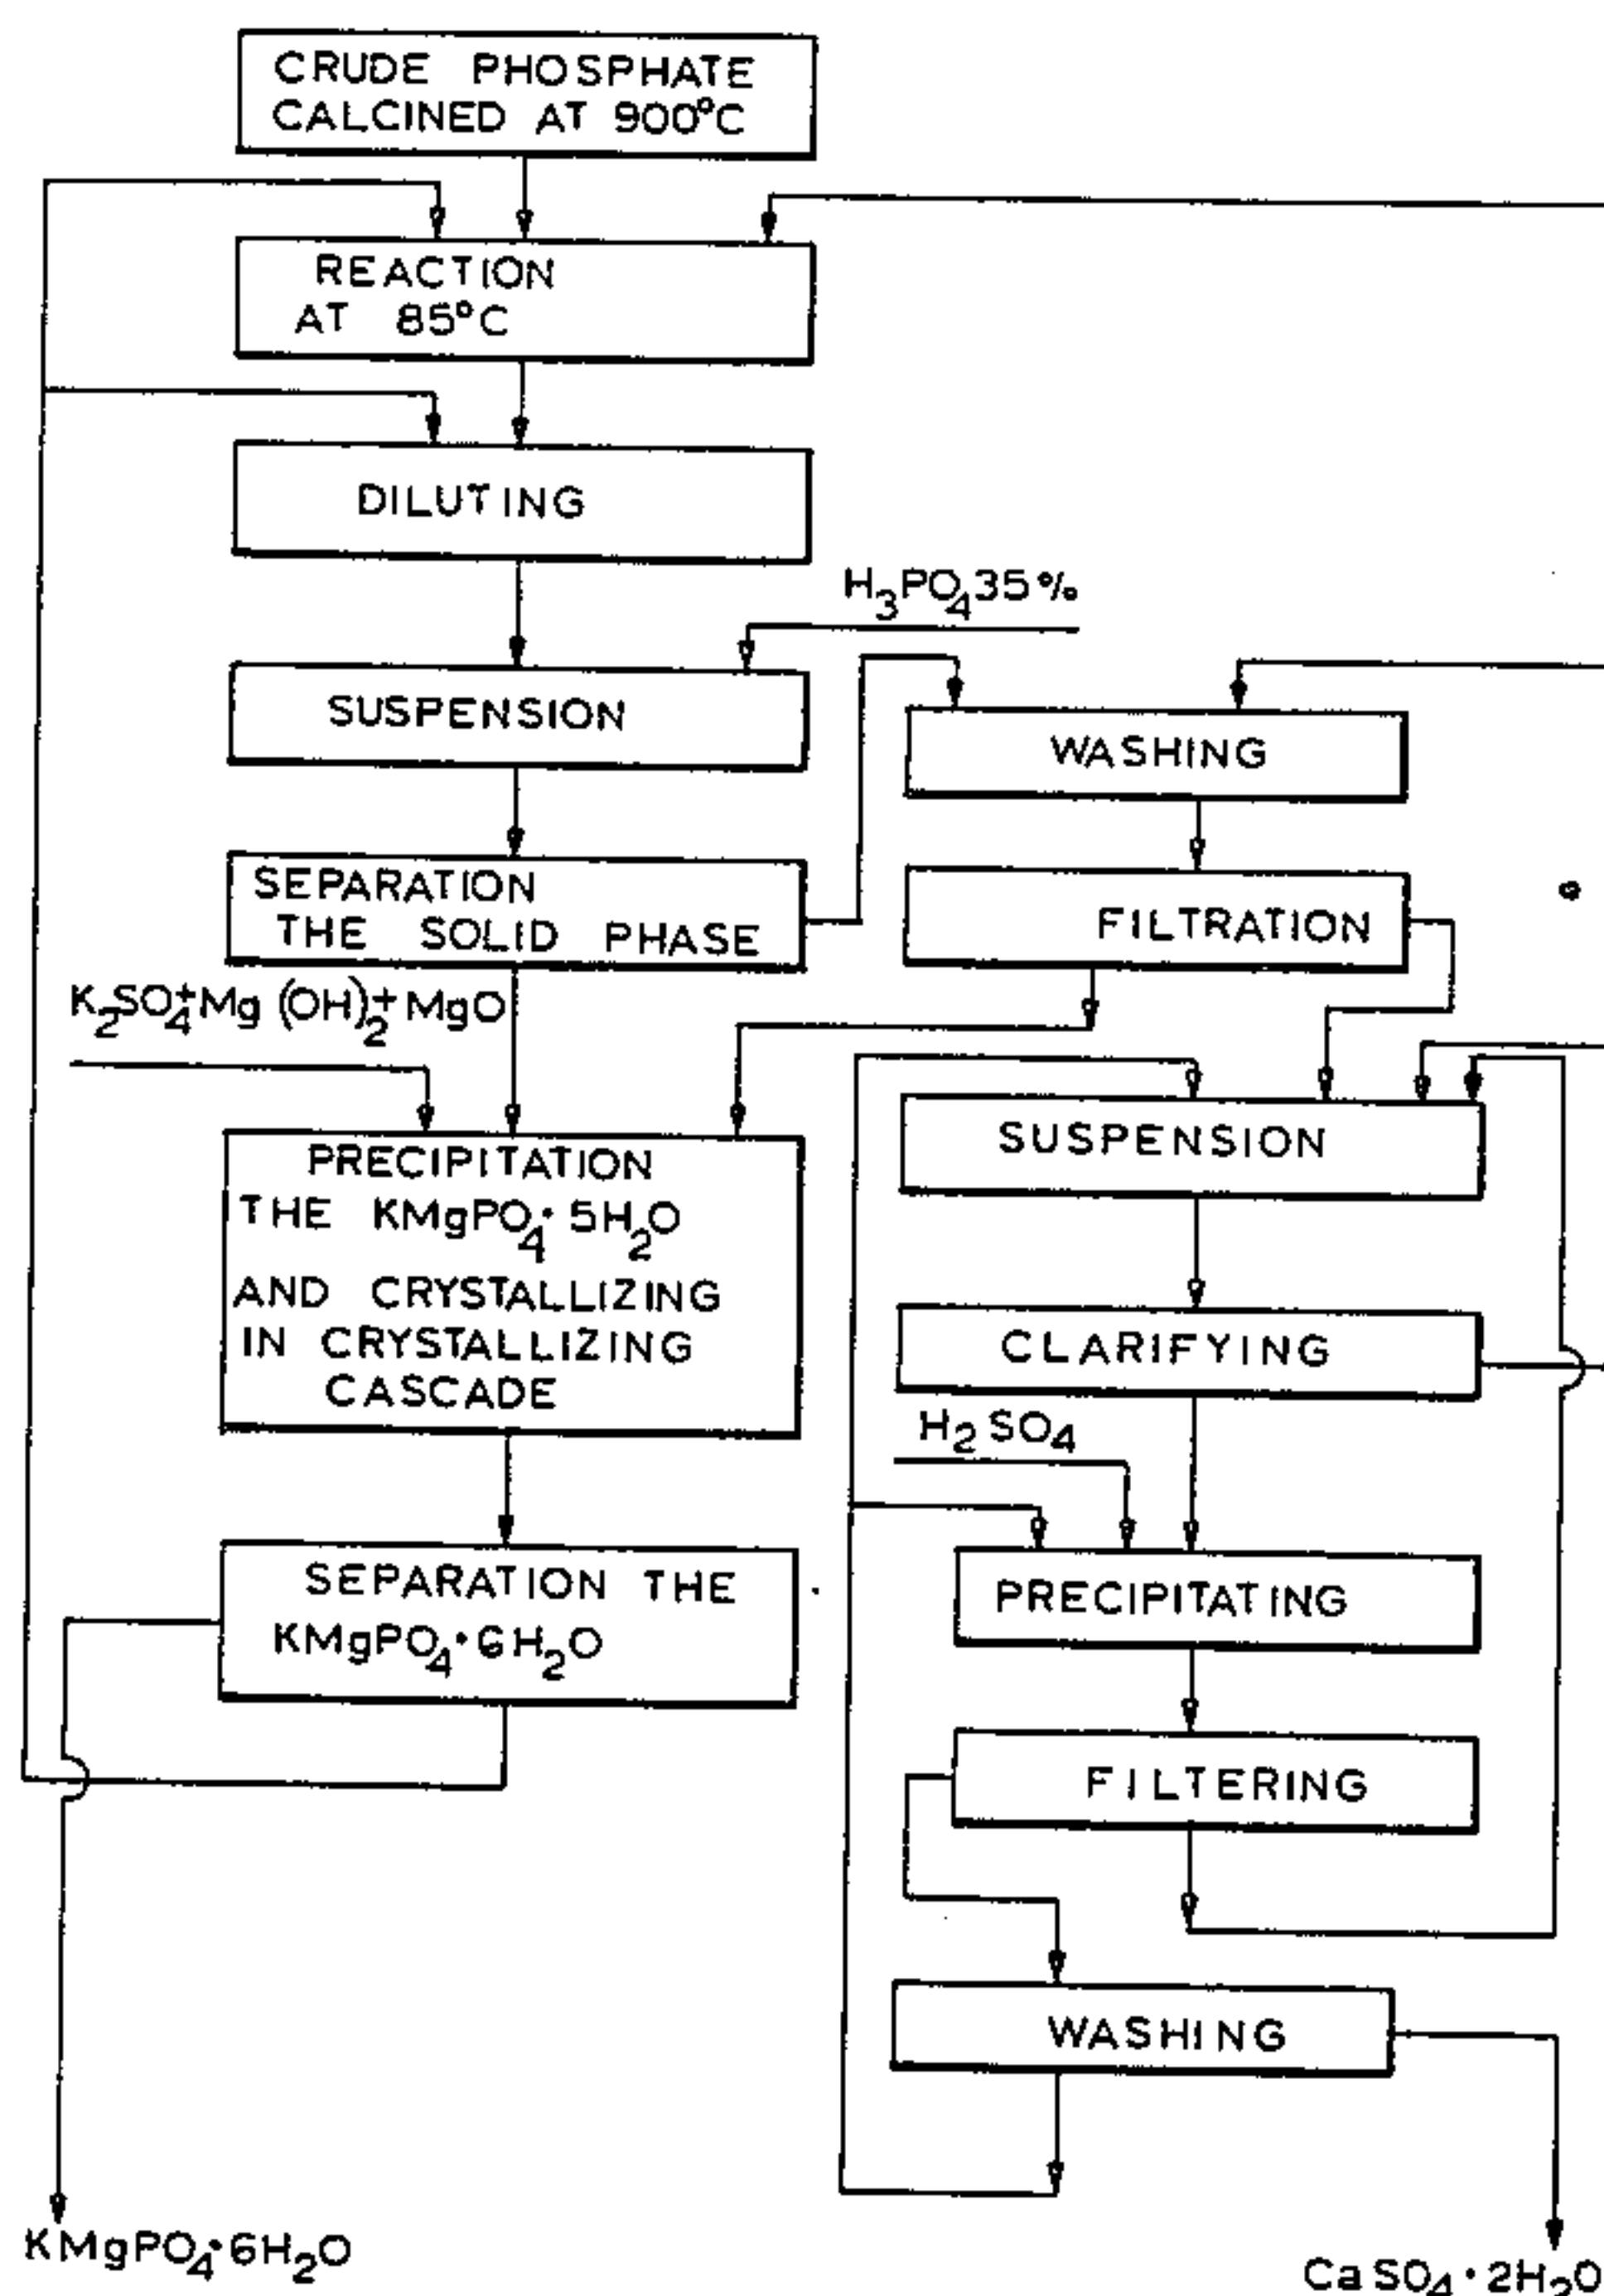 CRUDE PHOSPHATE
CALCINED AT 900°C
REACTION
AT 85°C
DILUTING
H₃PO₄ 35%
SUSPENSION
WASHING
SEPARATION
THE SOLID PHASE
FILTRATION
K₂SO₄+Mg(OH)₂+MgO
SUSPENSION
PRECIPITATION
THE KMgPO₄·5H₂O
AND CRYSTALLIZING
IN CRYSTALLIZING
CASCADE
CLARIFYING
H₂SO₄
SEPARATION THE
KMgPO₄·6H₂O
PRECIPITATING
FILTERING
WASHING
KMgPO₄·6H₂O
CaSO₄·2H₂O